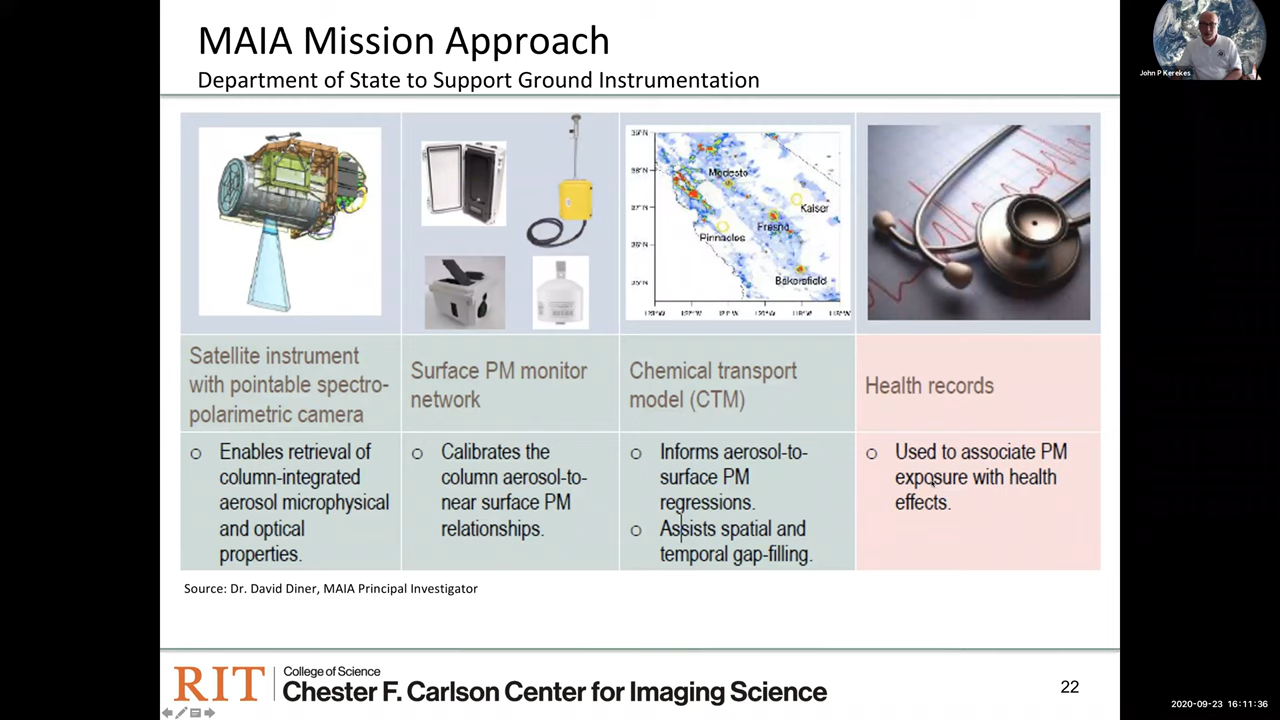 MAIA Mission Approach
Department of State to Support Ground Instrumentation
John P Kerekes
Modesto
Kaiser
Pinnacles
Fresno
Bakersfield
Satellite instrument
with pointable spectro-
polarimetric camera
Surface PM monitor
network
Chemical transport
model (CTM)
Health records
o Enables retrieval of
column-integrated
aerosol microphysical
and optical
properties.
o Calibrates the
column aerosol-to-
near surface PM
relationships.
o Informs aerosol-to-
surface PM
regressions.
o Assists spatial and
temporal gap-filling.
o Used to associate PM
exposure with health
effects.
Source: Dr. David Diner, MAIA Principal Investigator
RIT
College of Science
Chester F. Carlson Center for Imaging Science
22
2020-09-23 16:11:36